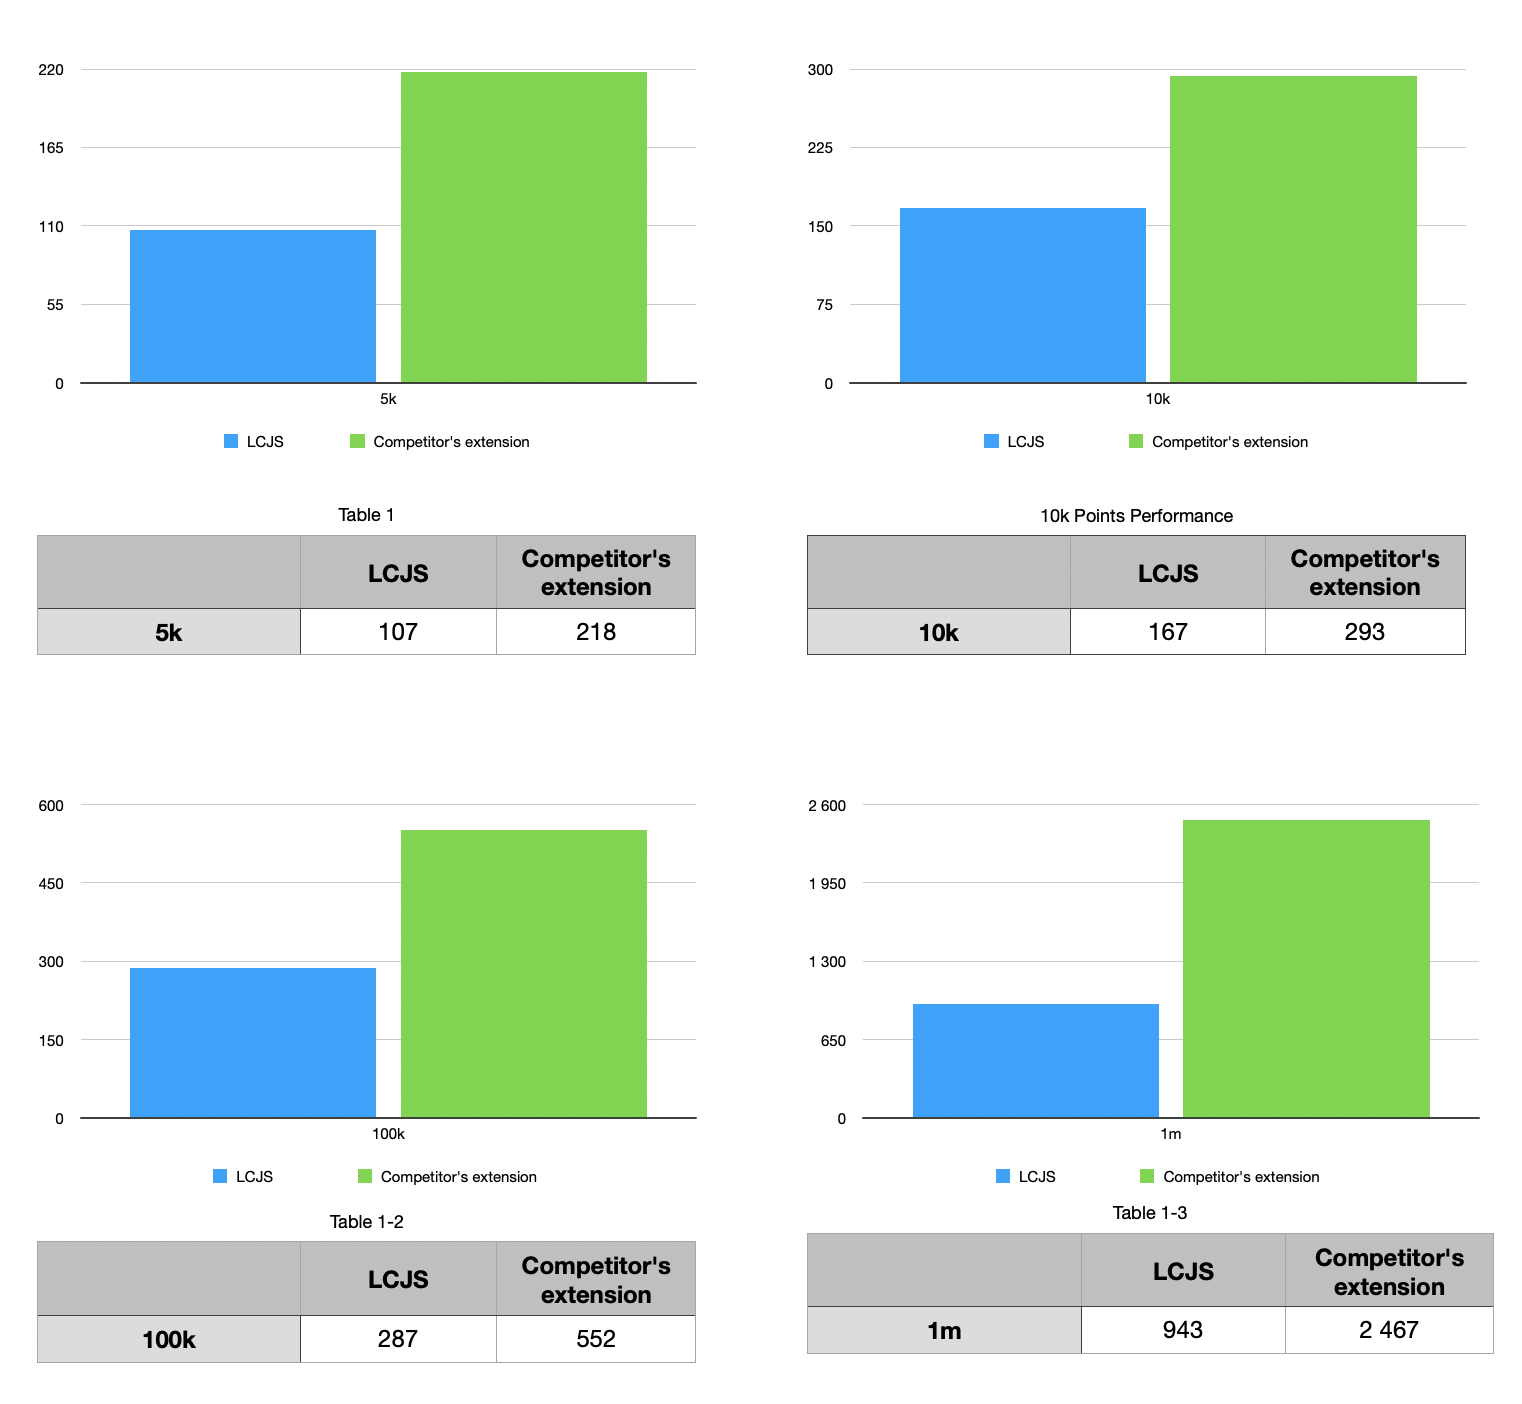 220
165
110
55
0
5k
LCJS Competitor's extension
Table 1
LCJS Competitor's
extension
5k 107 218
300
225
150
75
0
10k
LCJS Competitor's extension
10k Points Performance
LCJS Competitor's
extension
10k 167 293
600
450
300
150
0
100k
LCJS Competitor's extension
Table 1-2
LCJS Competitor's
extension
100k 287 552
2 600
1 950
1 300
650
0
1m
LCJS Competitor's extension
Table 1-3
LCJS Competitor's
extension
1m 943 2 467